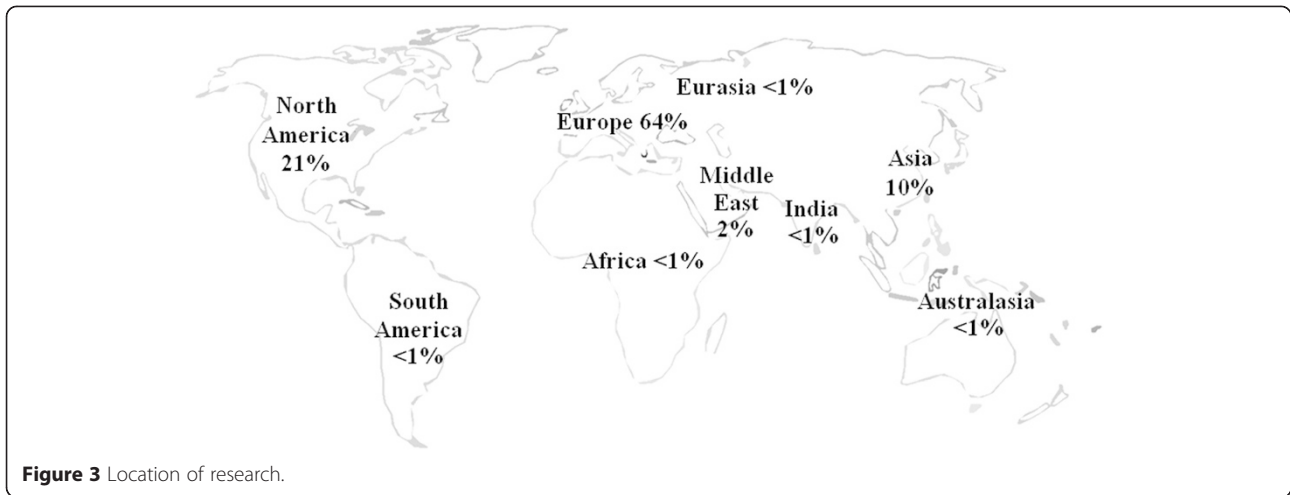 North
America
21%
Eurasia <1%
Europe 64%
Asia
10%
Middle
East
2%
India
<1%
Africa <1%
South
America
<1%
Australasia
<1%
Figure 3 Location of research.